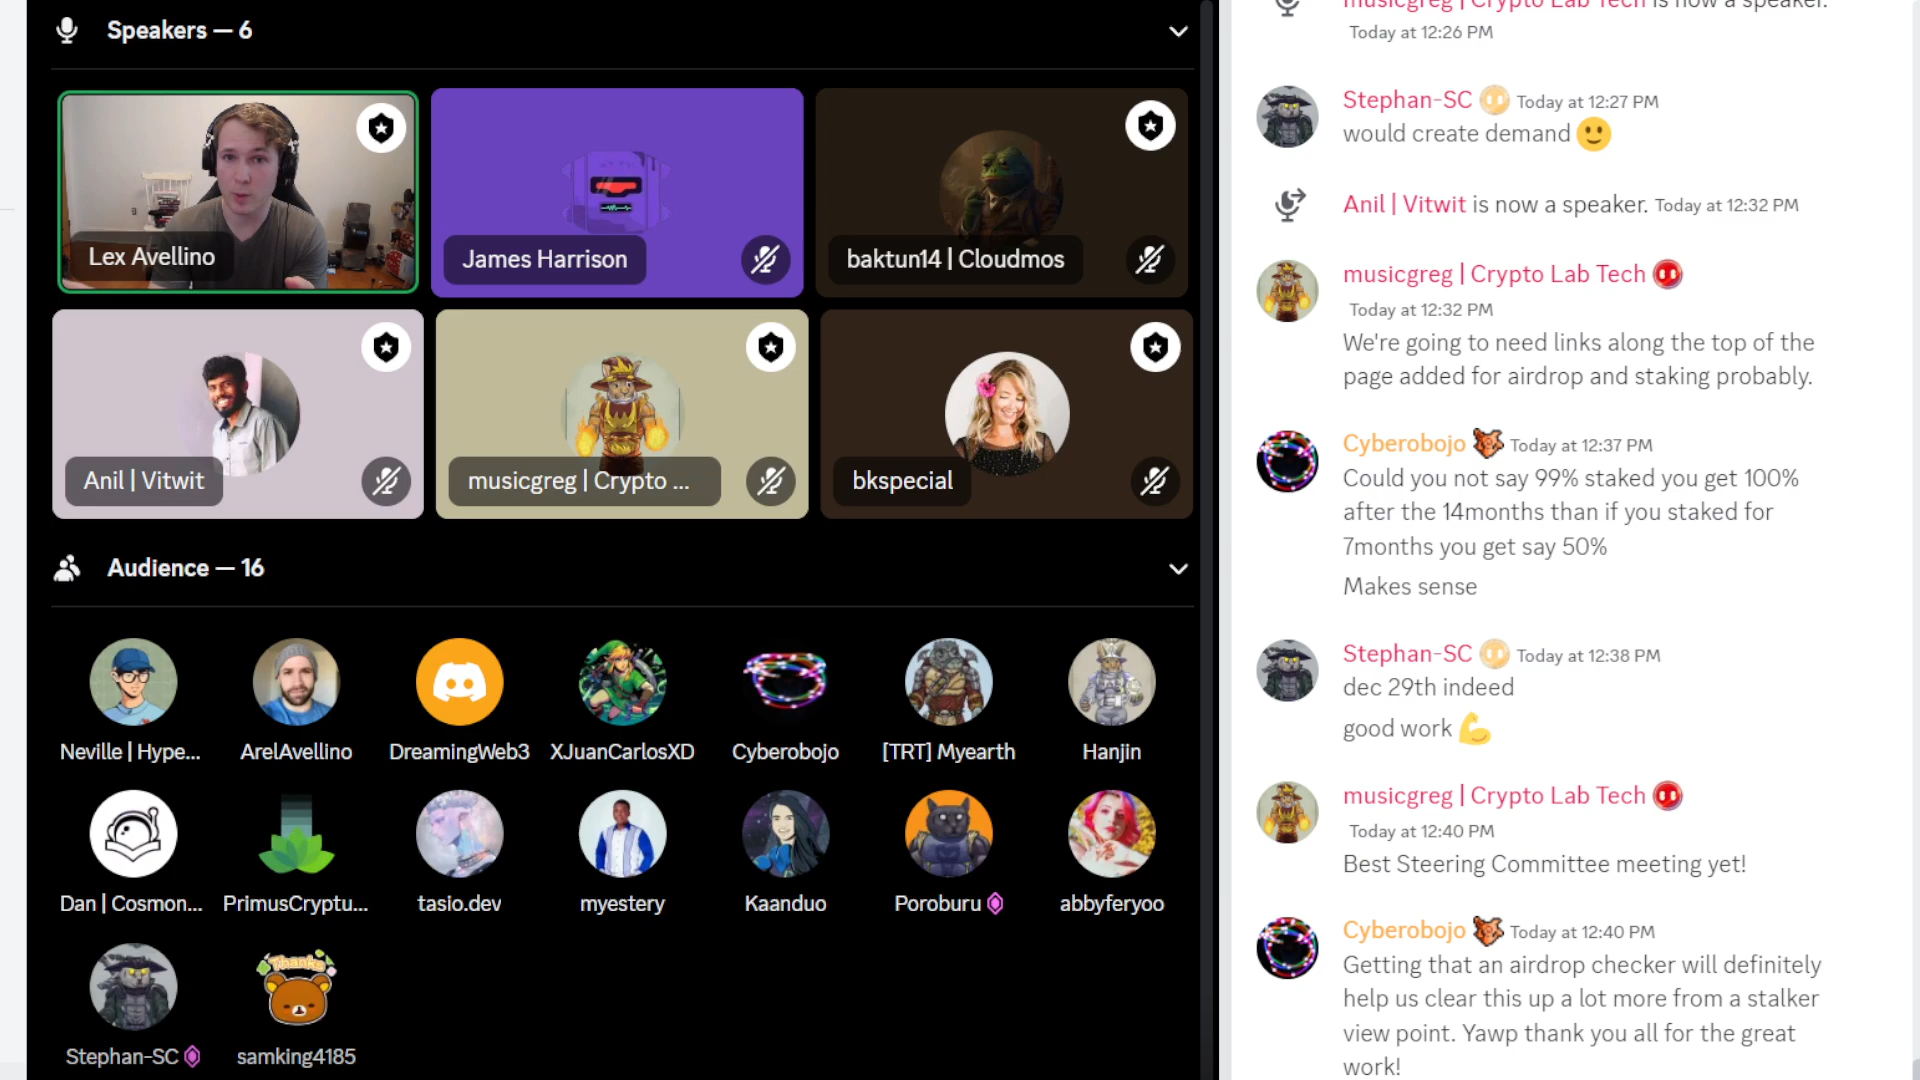 Speakers — 6
Lex Avellino
James Harrison
baktun14 | Cloudmos
Anil | Vitwit
musicgreg | Crypto ...
bkspecial
Audience — 16
Neville | Hype...
ArelAvellino
DreamingWeb3
XJuanCarlosXD
Cyberobojo
[TRT] Myearth
Hanjin
Dan | Cosmon...
PrimusCryptu...
tasio.dev
myestery
Kaanduo
Poroburu
abbyferyoo
Thanks
Stephan-SC
samking4185
musicgreg | Crypto Lab Tech is now a speaker.
Today at 12:26 PM
Stephan-SC Today at 12:27 PM
would create demand
Anil | Vitwit is now a speaker. Today at 12:32 PM
musicgreg | Crypto Lab Tech
Today at 12:32 PM
We're going to need links along the top of the
page added for airdrop and staking probably.
Cyberobojo Today at 12:37 PM
Could you not say 99% staked you get 100%
after the 14months than if you staked for
7months you get say 50%
Makes sense
Stephan-SC Today at 12:38 PM
dec 29th indeed
good work
musicgreg | Crypto Lab Tech
Today at 12:40 PM
Best Steering Committee meeting yet!
Cyberobojo Today at 12:40 PM
Getting that an airdrop checker will definitely
help us clear this up a lot more from a stalker
view point. Yawp thank you all for the great
work!